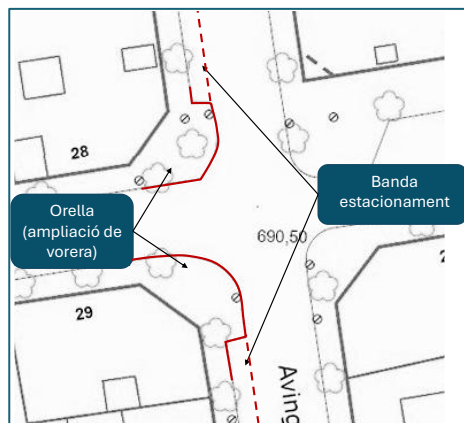 28
Banda
estacionament
Orella
(ampliació de
vorera)
690,50
29
Aving